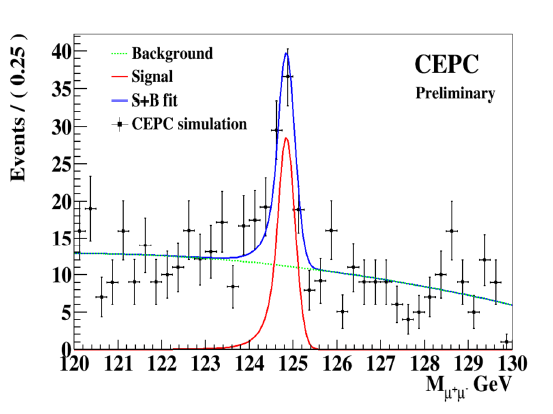 Events / ( 0.25 )
40
35
30
25
20
15
10
5
0
Background
Signal
S+B fit
CEPC simulation
CEPC
Preliminary
120 121 122 123 124 125 126 127 128 129 130
M_{μ⁺μ⁻} GeV